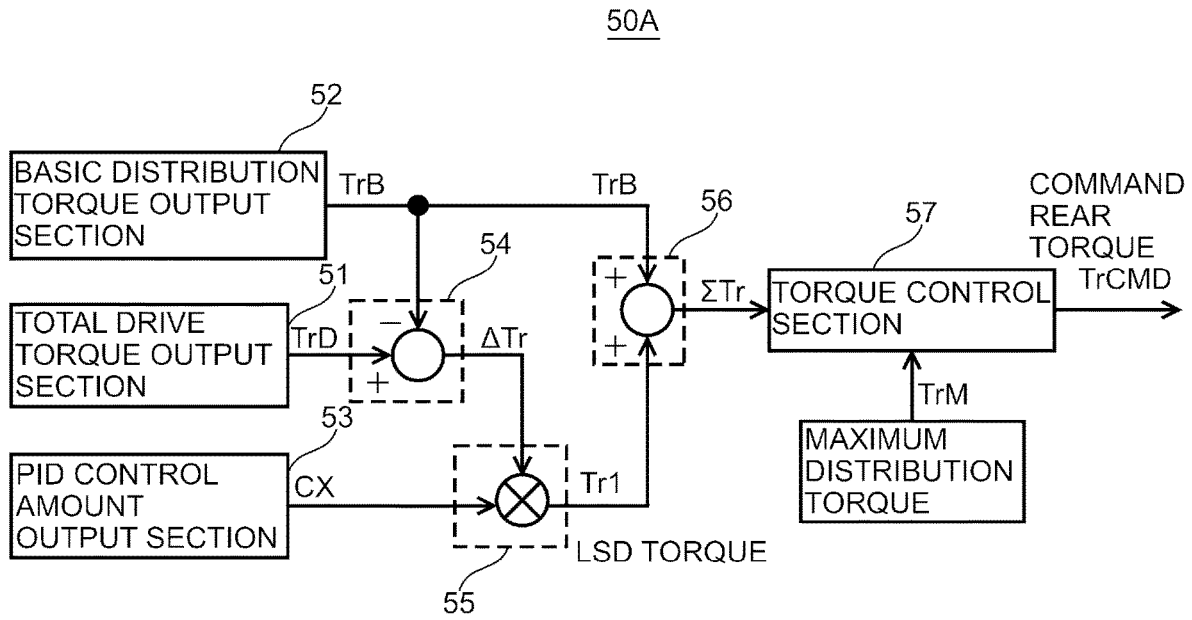 50A
52
BASIC DISTRIBUTION
TORQUE OUTPUT
SECTION
TrB
TrB
56
COMMAND
REAR
TORQUE
TrCMD
57
51
54
TOTAL DRIVE
TORQUE OUTPUT
SECTION
TrD
−
+
ΔTr
+
+
ΣTr
TORQUE CONTROL
SECTION
TrM
53
PID CONTROL
AMOUNT
OUTPUT SECTION
CX
Tr1
MAXIMUM
DISTRIBUTION
TORQUE
LSD TORQUE
55